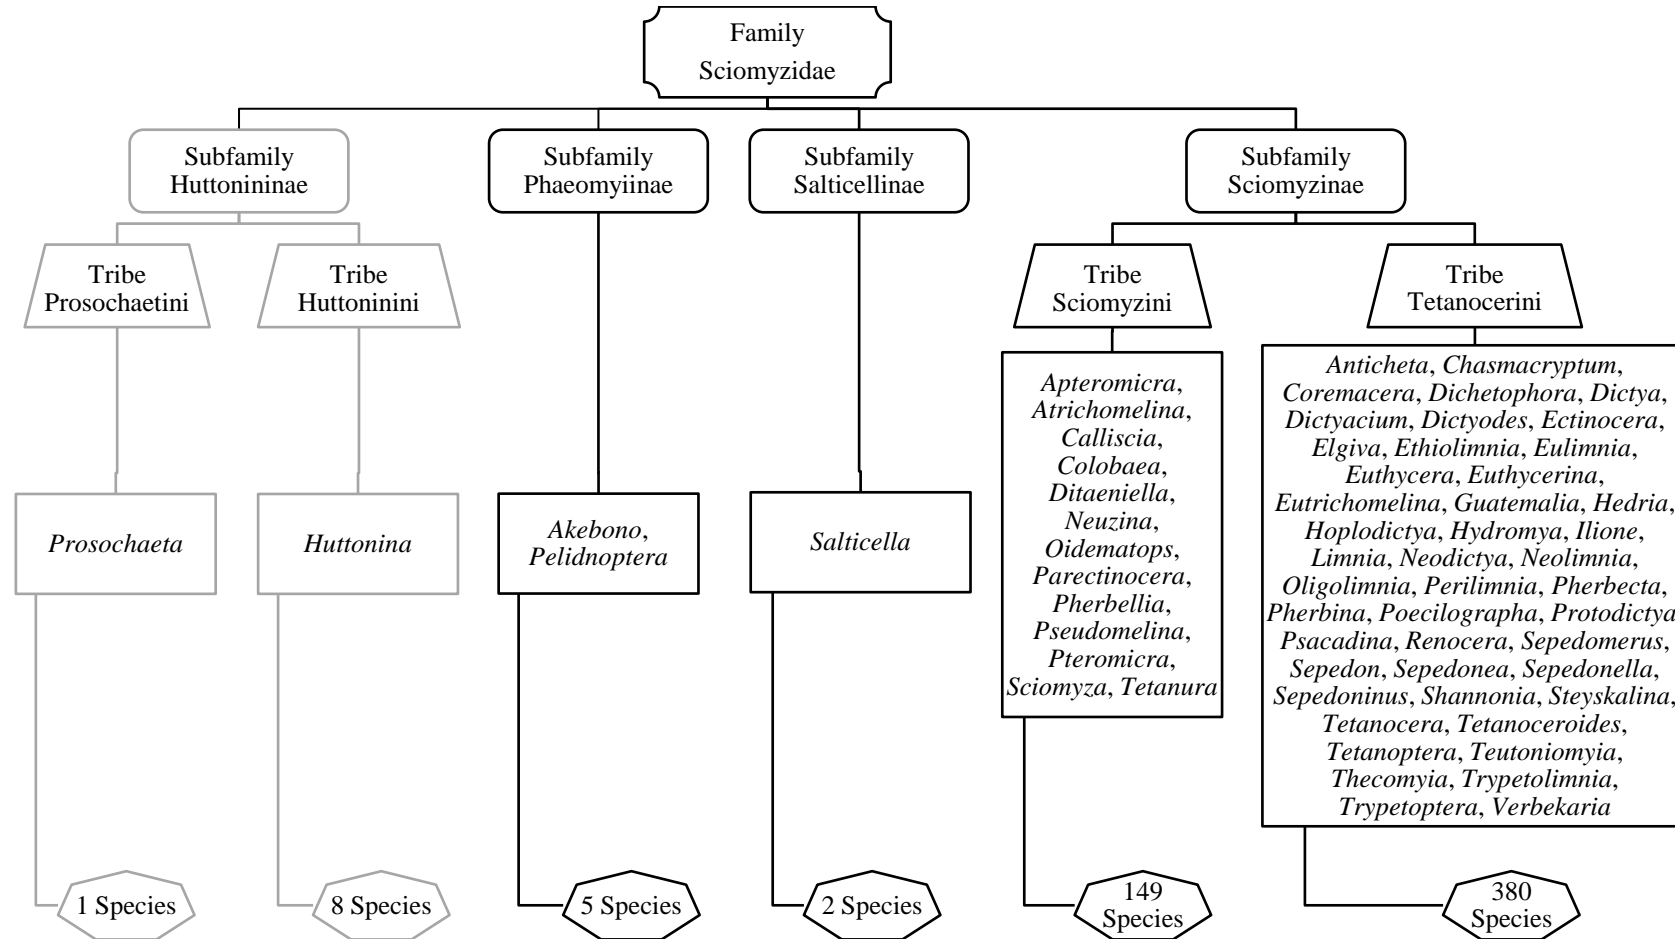 Family
Sciomyzidae
Subfamily
Huttonininae
Subfamily
Phaeomyiinae
Subfamily
Salticellinae
Subfamily
Sciomyzinae
Tribe
Prosochaetini
Tribe
Huttoninini
Tribe
Sciomyzini
Tribe
Tetanocerini
Prosochaeta
Huttonina
Akebono,
Pelidnoptera
Salticella
Apteromicra,
Atrichomelina,
Calliscia,
Colobaea,
Ditaeniella,
Neuzina,
Oidematops,
Parectinocera,
Pherbellia,
Pseudomelina,
Pteromicra,
Sciomyza, Tetanura
Anticheta, Chasmacryptum,
Coremacera, Dichetophora, Dictya,
Dictyacium, Dictyodes, Ectinocera,
Elgiva, Ethiolimnia, Eulimnia,
Euthycera, Euthycerina,
Eutrichomelina, Guatemalia, Hedria,
Hoplodictya, Hydromya, Ilione,
Limnia, Neodictya, Neolimnia,
Oligolimnia, Perilimnia, Pherbecta,
Pherbina, Poecilographa, Protodictya
Psacadina, Renocera, Sepedomerus,
Sepedon, Sepedonea, Sepedonella,
Sepedoninus, Shannonia, Steyskalina,
Tetanocera, Tetanoceroides,
Tetanoptera, Teutoniomyia,
Thecomyia, Trypetolimnia,
Trypetoptera, Verbekaria
1 Species
8 Species
5 Species
2 Species
149
Species
380
Species